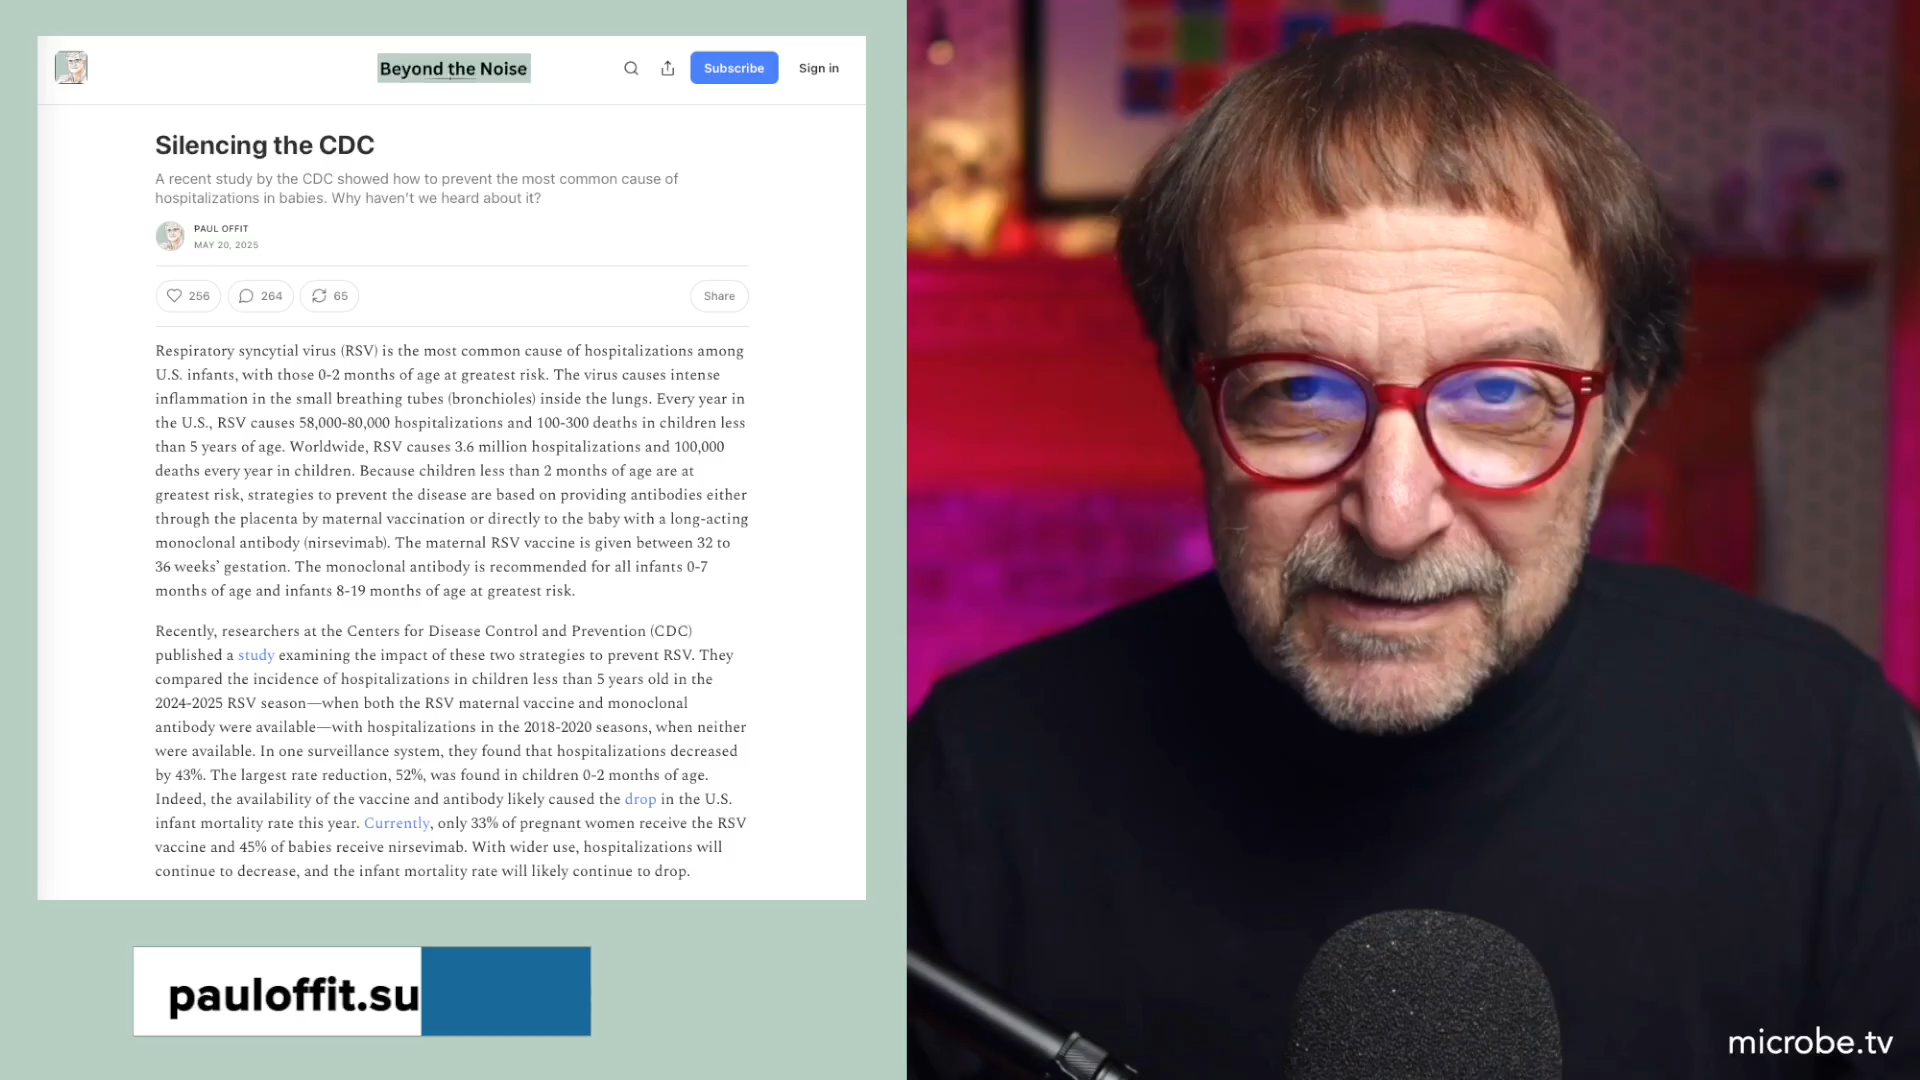 Beyond the Noise
Subscribe
Sign in
Silencing the CDC
A recent study by the CDC showed how to prevent the most common cause of
hospitalizations in babies. Why haven't we heard about it?
PAUL OFFIT
MAY 20, 2025
256
264
65
Share
Respiratory syncytial virus (RSV) is the most common cause of hospitalizations among
U.S. infants, with those 0-2 months of age at greatest risk. The virus causes intense
inflammation in the small breathing tubes (bronchioles) inside the lungs. Every year in
the U.S., RSV causes 58,000-80,000 hospitalizations and 100-300 deaths in children less
than 5 years of age. Worldwide, RSV causes 3.6 million hospitalizations and 100,000
deaths every year in children. Because children less than 2 months of age are at
greatest risk, strategies to prevent the disease are based on providing antibodies either
through the placenta by maternal vaccination or directly to the baby with a long-acting
monoclonal antibody (nirsevimab). The maternal RSV vaccine is given between 32 to
36 weeks’ gestation. The monoclonal antibody is recommended for all infants 0-7
months of age and infants 8-19 months of age at greatest risk.
Recently, researchers at the Centers for Disease Control and Prevention (CDC)
published a study examining the impact of these two strategies to prevent RSV. They
compared the incidence of hospitalizations in children less than 5 years old in the
2024-2025 RSV season—when both the RSV maternal vaccine and monoclonal
antibody were available—with hospitalizations in the 2018-2020 seasons, when neither
were available. In one surveillance system, they found that hospitalizations decreased
by 43%. The largest rate reduction, 52%, was found in children 0-2 months of age.
Indeed, the availability of the vaccine and antibody likely caused the drop in the U.S.
infant mortality rate this year. Currently, only 33% of pregnant women receive the RSV
vaccine and 45% of babies receive nirsevimab. With wider use, hospitalizations will
continue to decrease, and the infant mortality rate will likely continue to drop.
pauloffit.su
microbe.tv